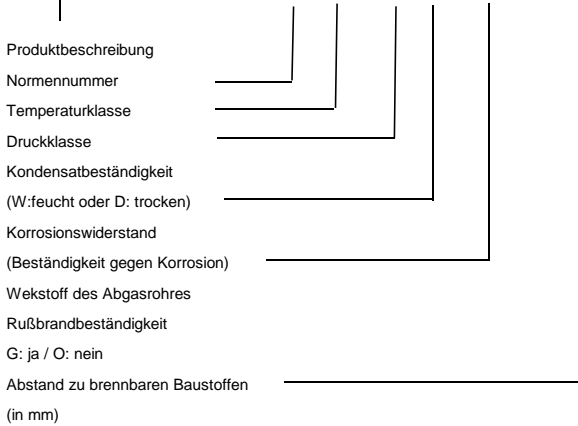 Produktbeschreibung
Normennummer
Temperaturklasse
Druckklasse
Kondensatbeständigkeit
(W:feucht oder D: trocken)
Korrosionswiderstand
(Beständigkeit gegen Korrosion)
Wekstoff des Abgasrohres
Rußbrandbeständigkeit
G: ja / O: nein
Abstand zu brennbaren Baustoffen
(in mm)